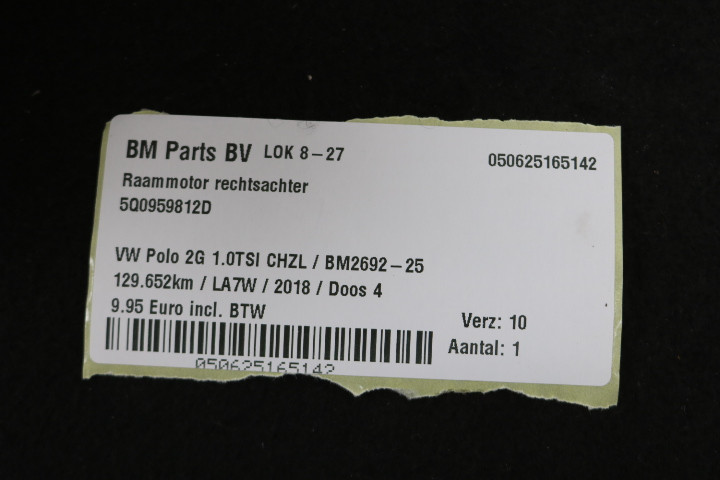 BM Parts BV LOK 8-27 050625165142
Raammotor rechtsachter
5Q0959812D
VW Polo 2G 1.0TSI CHZL / BM2692-25
129.652km / LA7W / 2018 / Doos 4
9.95 Euro incl. BTW
Verz: 10
Aantal: 1
050625165142